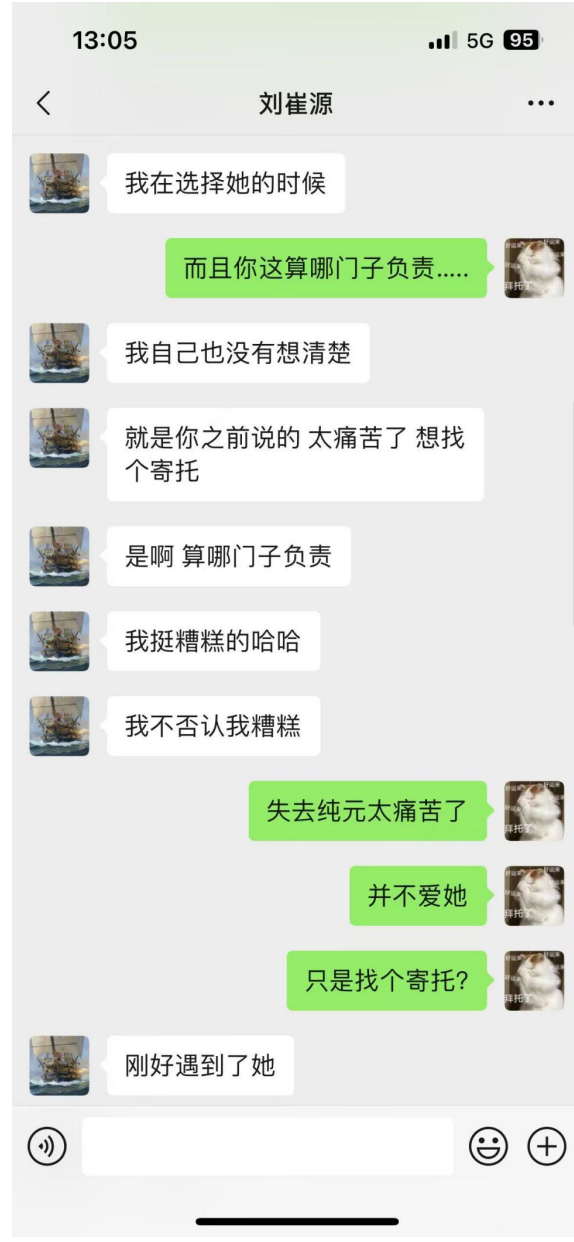 13:05
5G 95
刘崔源
我在选择她的时候
而且你这算哪门子负责.....
我自己也没有想清楚
就是你之前说的 太痛苦了 想找
个寄托
是啊 算哪门子负责
我挺糟糕的哈哈
我不否认我糟糕
失去纯元太痛苦了
并不爱她
只是找个寄托?
刚好遇到了她